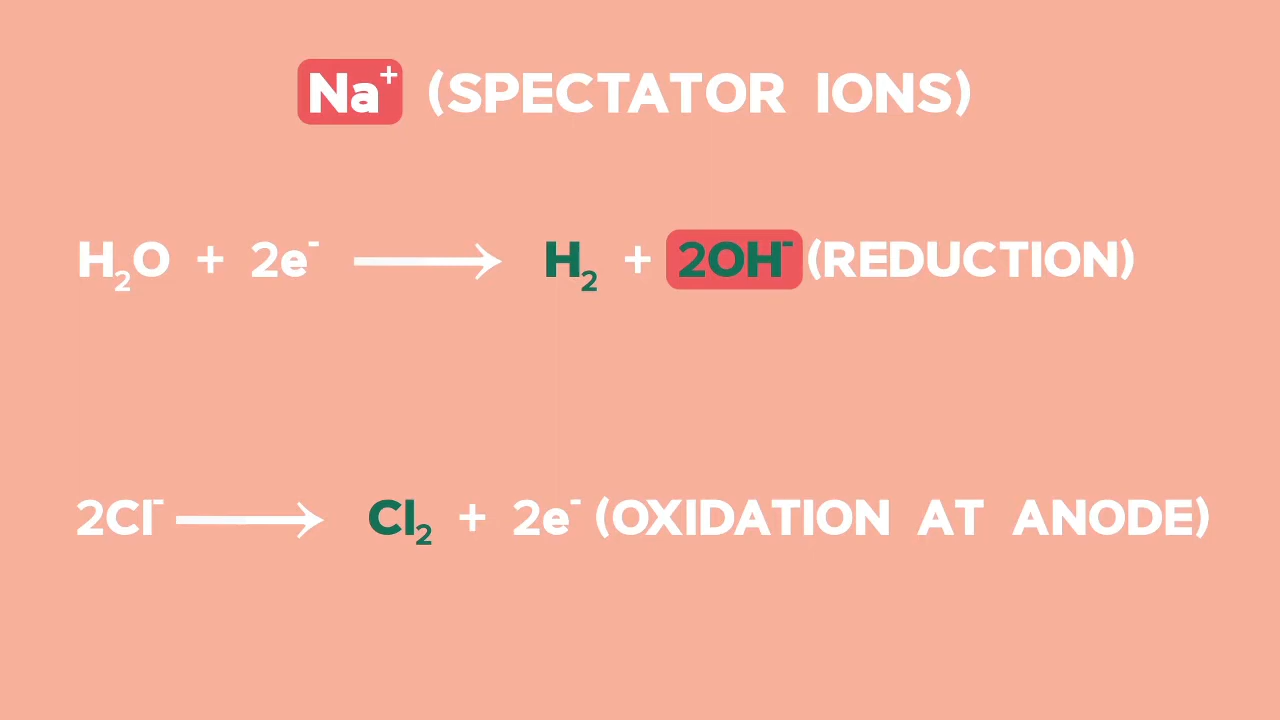 Na⁺ (SPECTATOR IONS)
H₂O + 2e⁻ ⟶ H₂ + 2OH⁻ (REDUCTION)
2Cl⁻ ⟶ Cl₂ + 2e⁻ (OXIDATION AT ANODE)